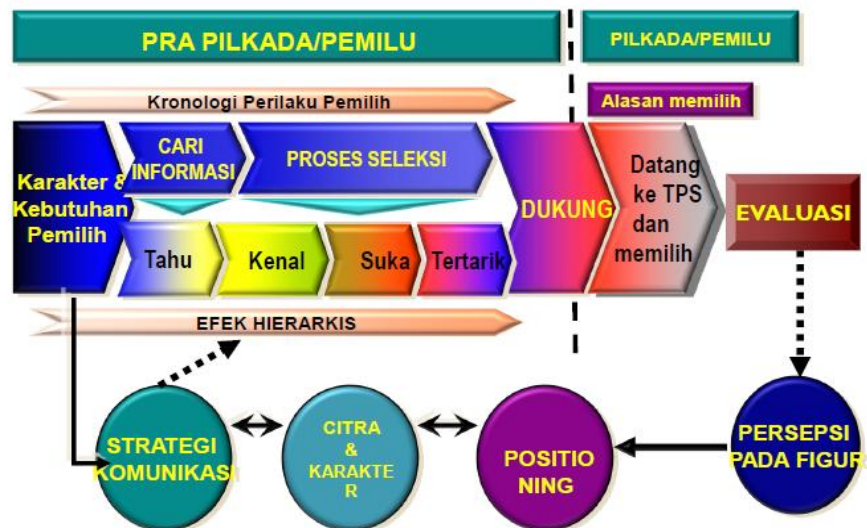 PRA PILKADA/PEMILU
PILKADA/PEMILU
Kronologi Perilaku Pemilih
Alasan memilih
Karakter &
Kebutuhan
Pemilih
CARI
INFORMASI
PROSES SELEKSI
DUKUNG
Datang
ke TPS
dan
memilih
EVALUASI
Tahu
Kenal
Suka
Tertarik
EFEK HIERARKIS
STRATEGI
KOMUNIKASI
CITRA
&
KARAKTE
R
POSITIO
NING
PERSEPSI
PADA FIGUR